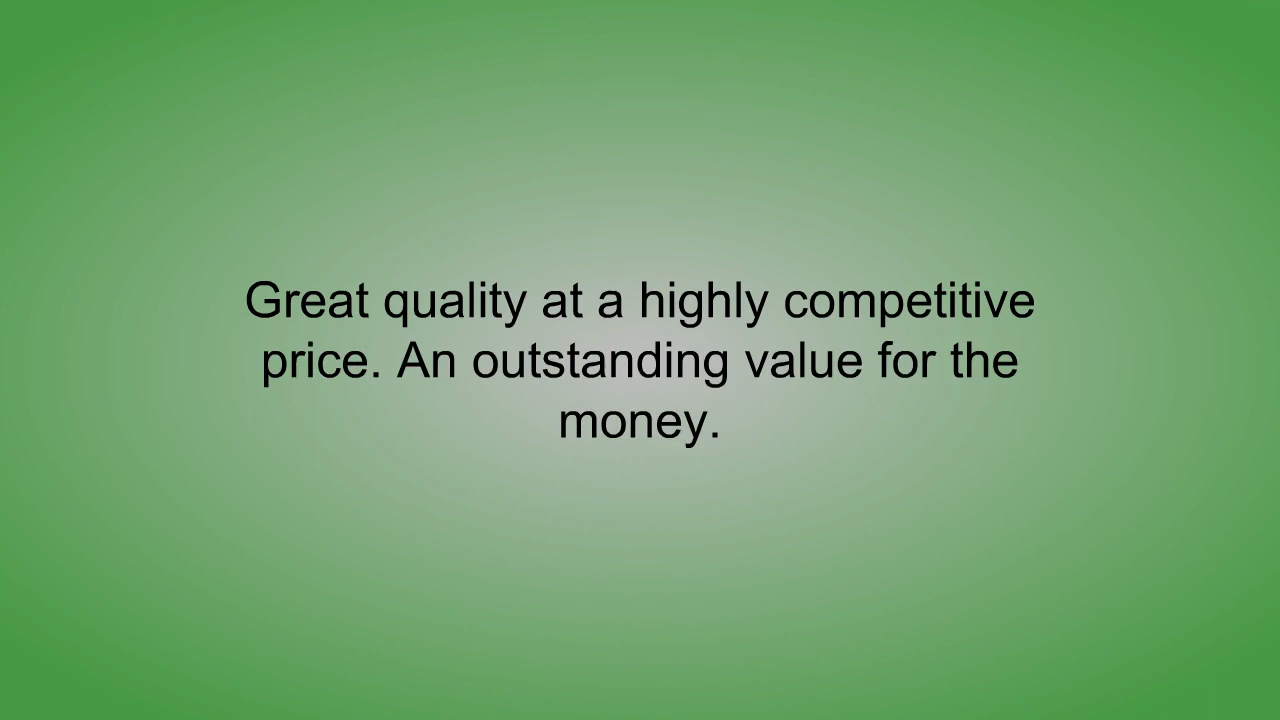 Great quality at a highly competitive
price. An outstanding value for the
money.